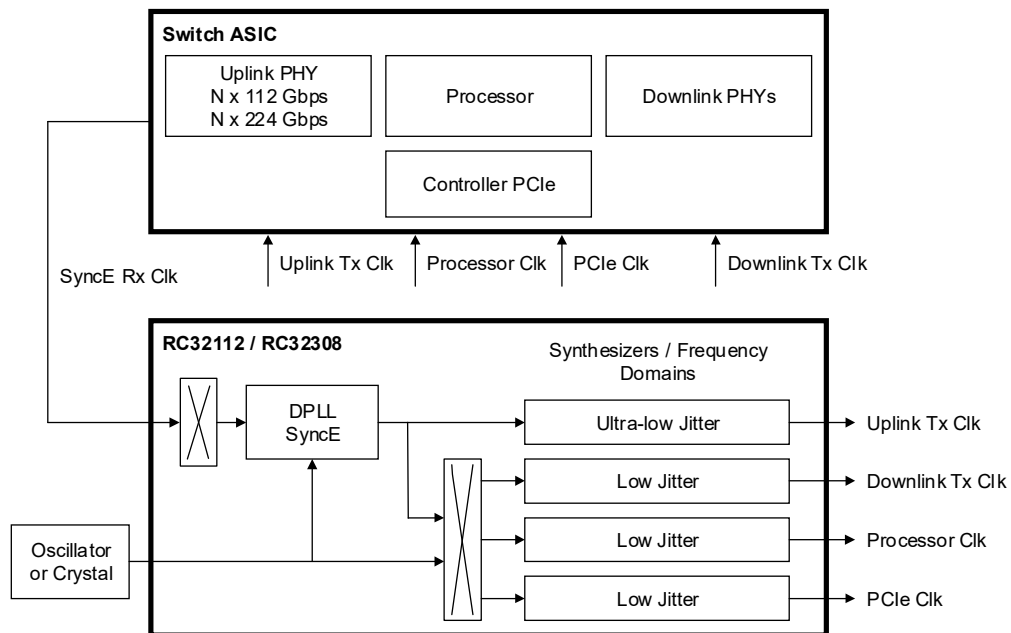 Switch ASIC
Uplink PHY
N x 112 Gbps
N x 224 Gbps
Processor
Downlink PHYs
Controller PCIe
Uplink Tx Clk
Processor Clk
PCIe Clk
Downlink Tx Clk
SyncE Rx Clk
RC32112 / RC32308
Synthesizers / Frequency
Domains
DPLL
SyncE
Ultra-low Jitter
Uplink Tx Clk
Low Jitter
Downlink Tx Clk
Oscillator
or Crystal
Low Jitter
Processor Clk
Low Jitter
PCIe Clk